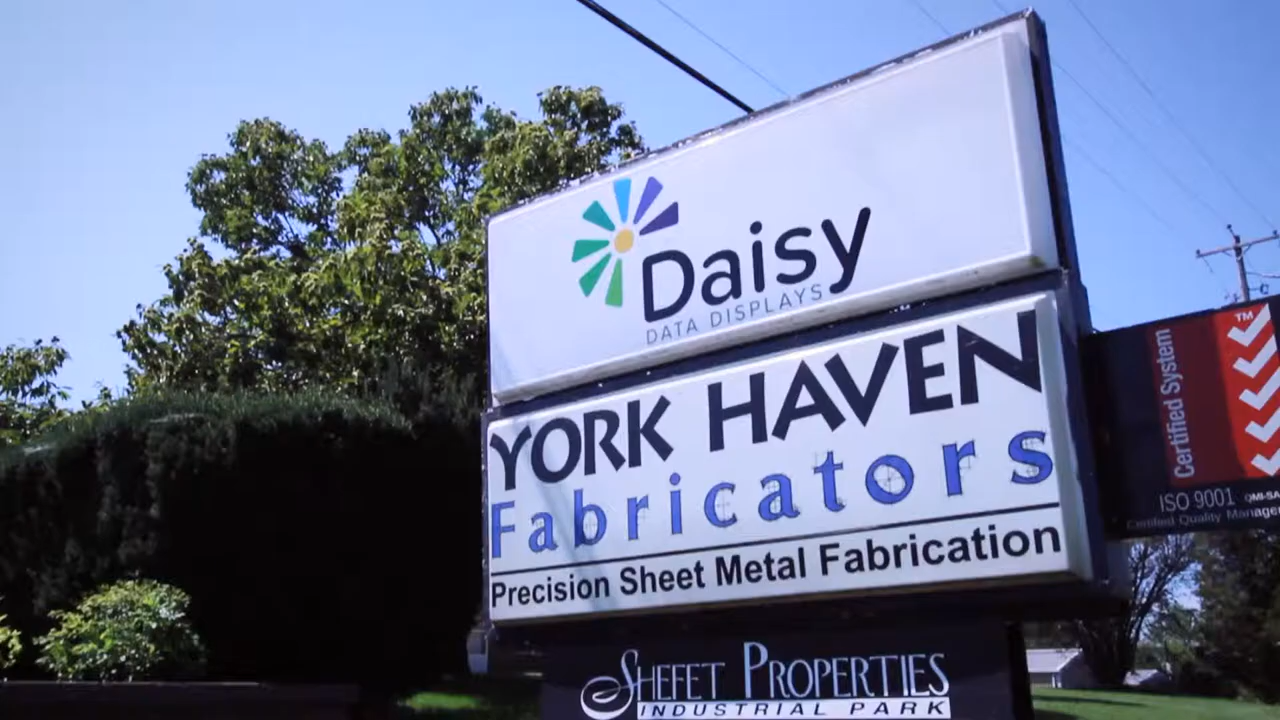 Daisy
DATA DISPLAYS
YORK HAVEN
Fabricators
Precision Sheet Metal Fabrication
SHEFET PROPERTIES
INDUSTRIAL PARK
Certified System
TM
ISO 9001
Certified Quality